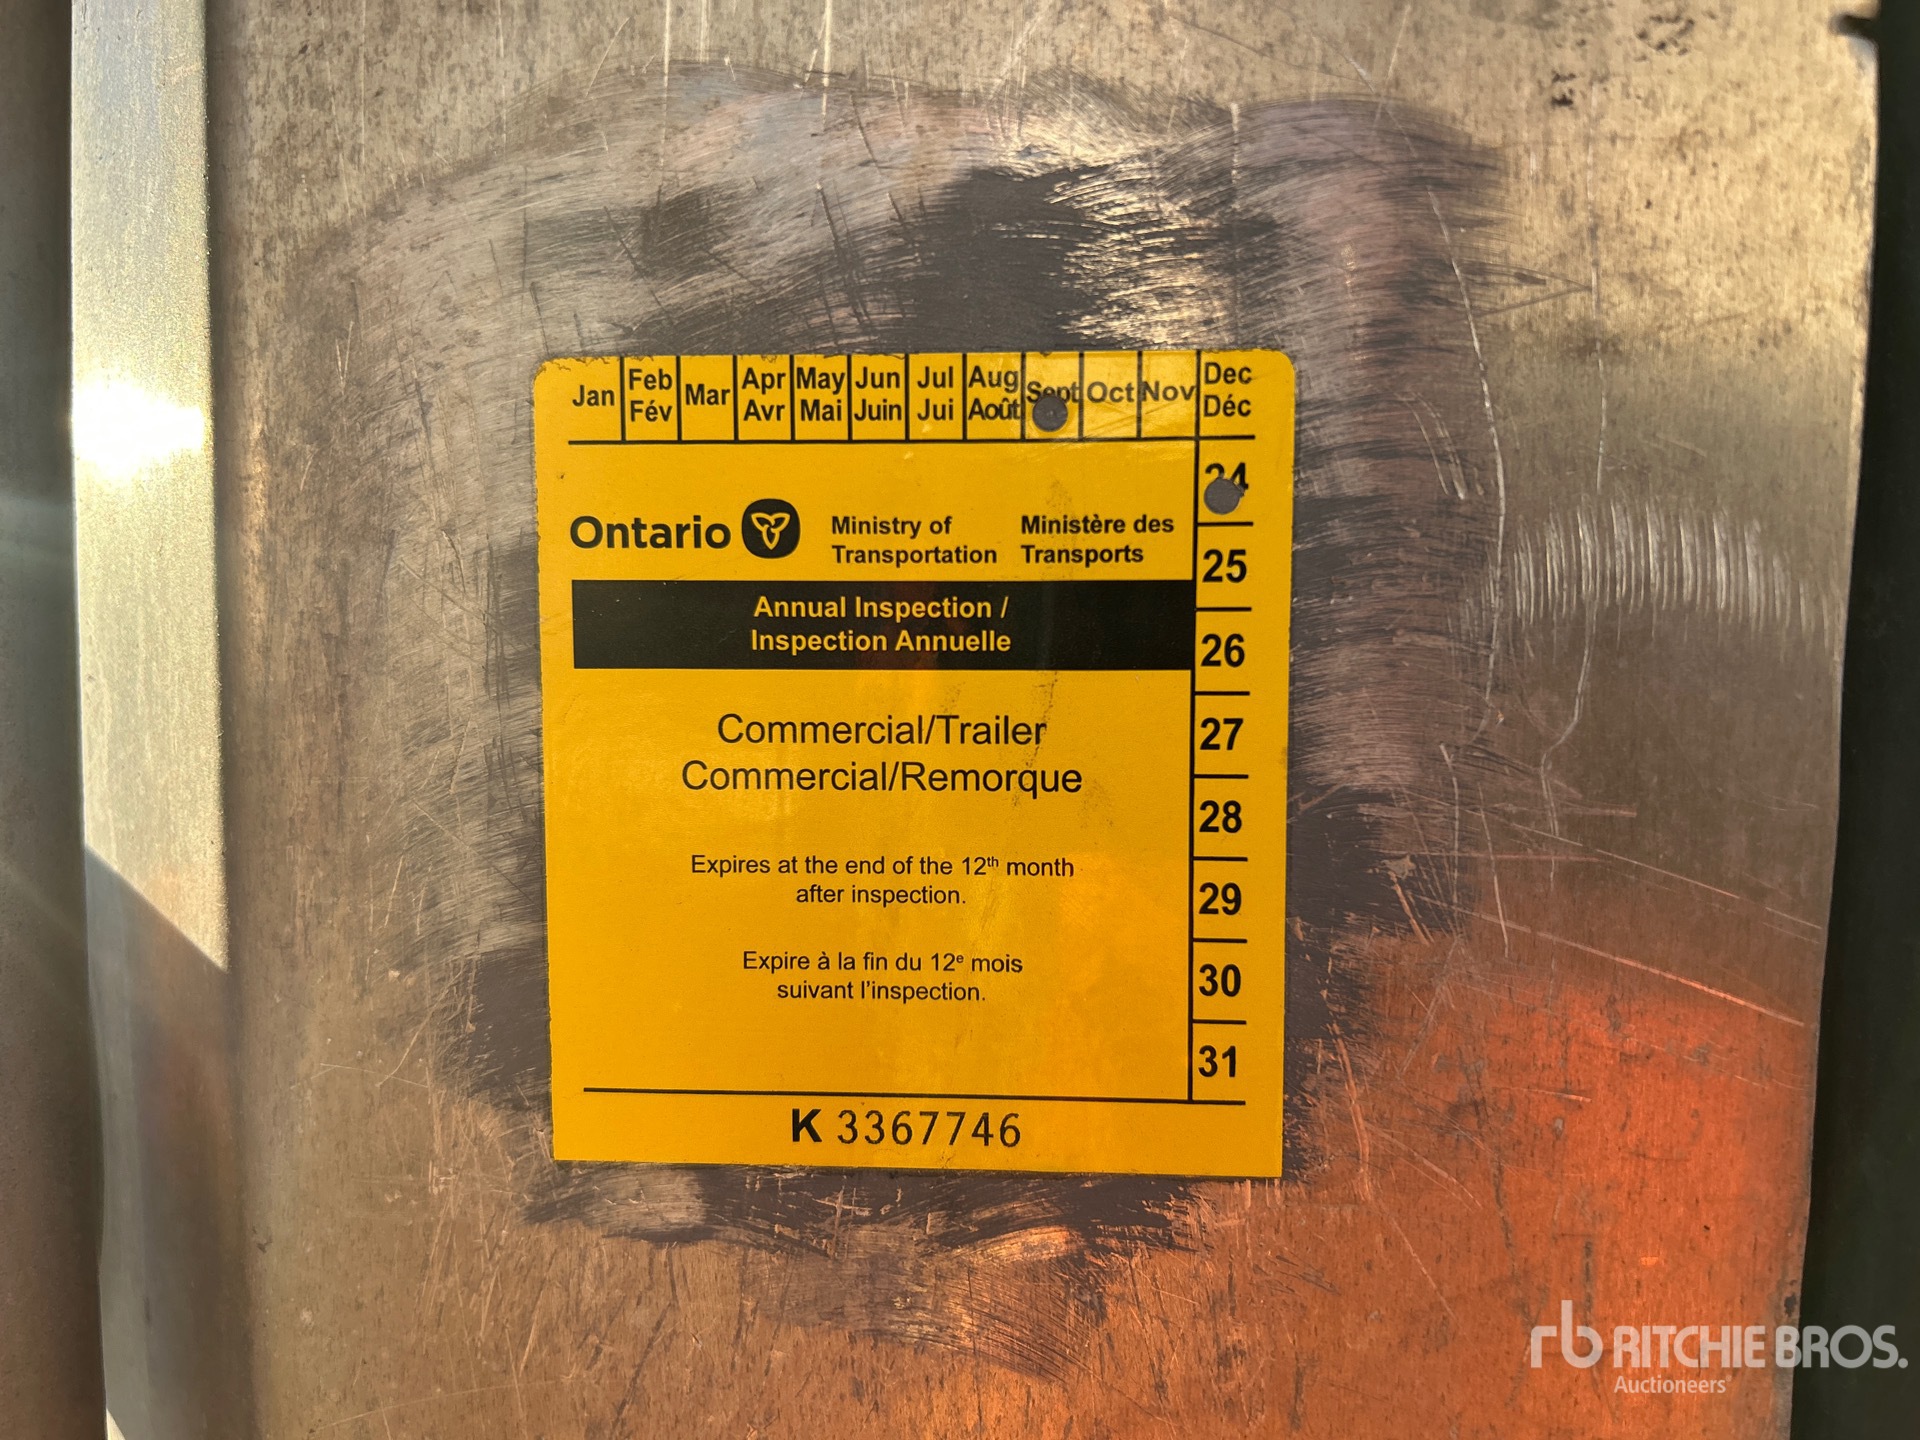 Jan Feb Mar Apr May Jun Jul Aug Sept Oct Nov Dec
Fév Avr Mai Juin Jui Août Déc
24
Ontario Ministry of Ministère des
Transportation Transports
25
Annual Inspection /
Inspection Annuelle
26
Commercial/Trailer
27
Commercial/Remorque
28
Expires at the end of the 12th month
after inspection.
29
Expire à la fin du 12e mois
suivant l'inspection.
30
31
K 3367746
rb RITCHIE BROS.
Auctioneers